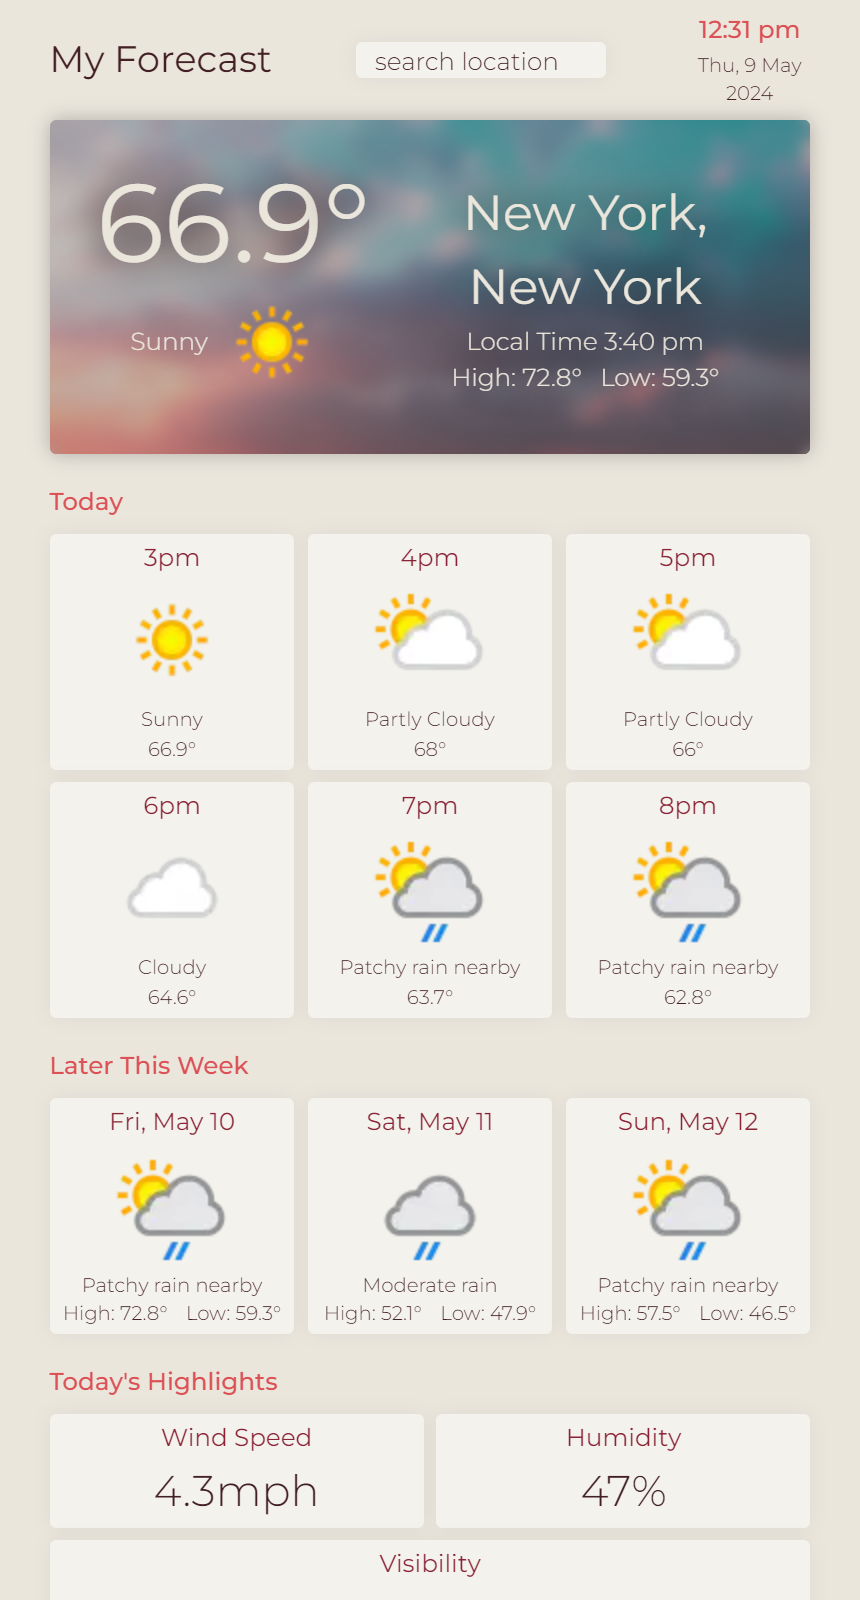 My Forecast
search location
12:31 pm
Thu, 9 May
2024
66.9°
Sunny
New York,
New York
Local Time 3:40 pm
High: 72.8° Low: 59.3°
Today
3pm
Sunny
66.9°
4pm
Partly Cloudy
68°
5pm
Partly Cloudy
66°
6pm
Cloudy
64.6°
7pm
Patchy rain nearby
63.7°
8pm
Patchy rain nearby
62.8°
Later This Week
Fri, May 10
Patchy rain nearby
High: 72.8° Low: 59.3°
Sat, May 11
Moderate rain
High: 52.1° Low: 47.9°
Sun, May 12
Patchy rain nearby
High: 57.5° Low: 46.5°
Today's Highlights
Wind Speed
4.3mph
Humidity
47%
Visibility